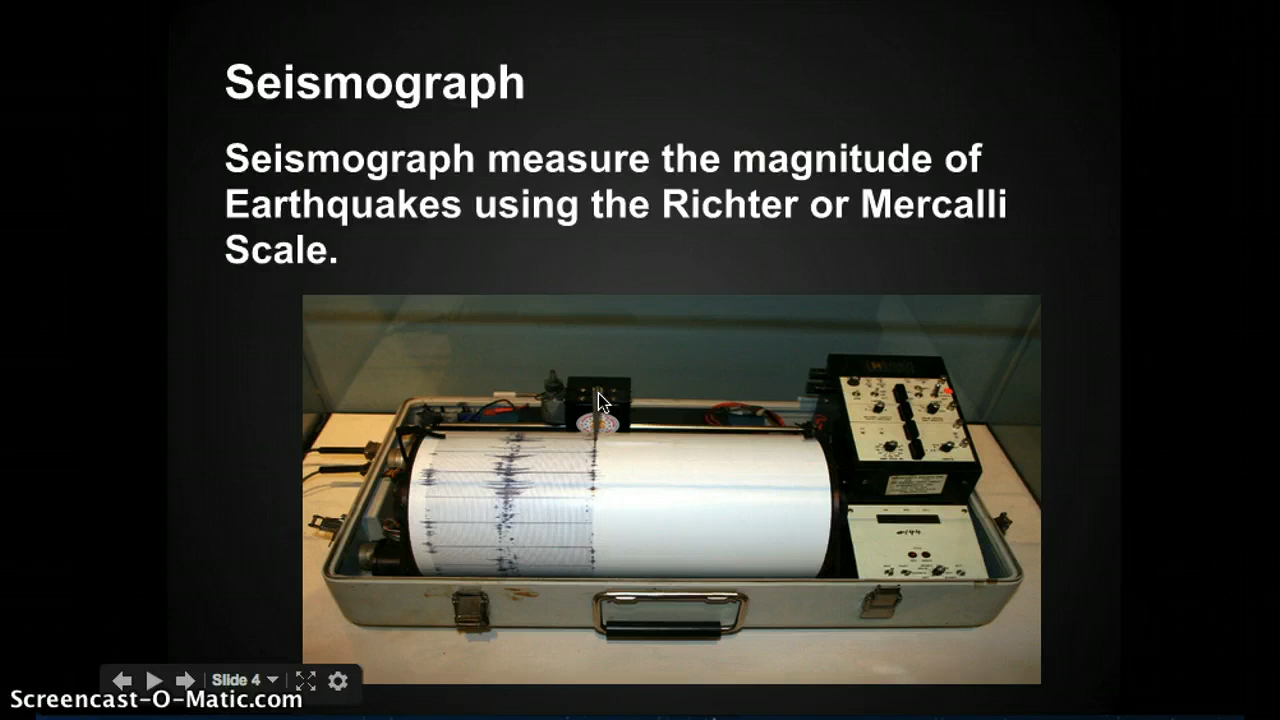 Seismograph
Seismograph measure the magnitude of
Earthquakes using the Richter or Mercalli
Scale.
Slide 4
Screencast-O-Matic.com